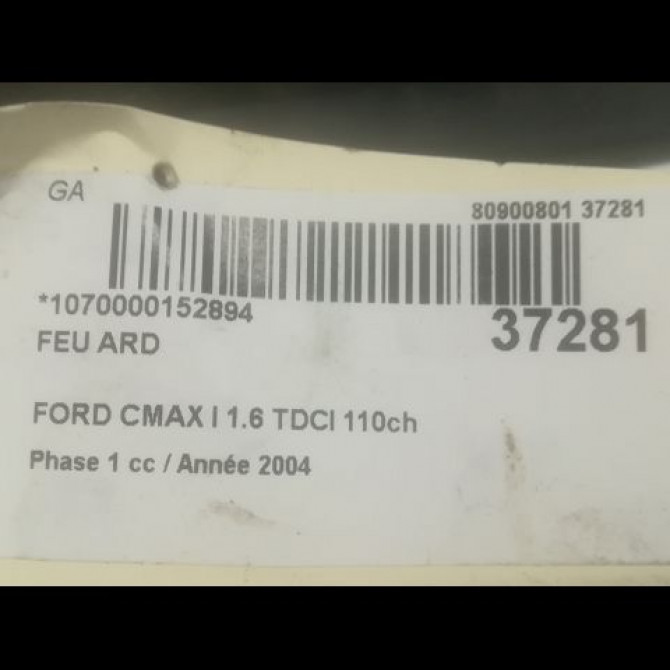 GA
80900801 37281
*1070000152894
37281
FEU ARD
FORD CMAX I 1.6 TDCI 110ch
Phase 1 cc / Année 2004